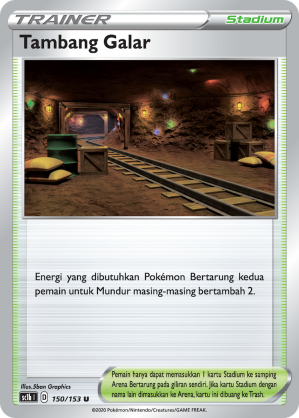 TRAINER Stadium
Tambang Galar
Energi yang dibutuhkan Pokémon Bertarung kedua
pemain untuk Mundur masing-masing bertambah 2.
Illus. 5ban Graphics
sc1b I D 150/153 U
Pemain hanya dapat memasukkan 1 kartu Stadium ke samping
Arena Bertarung pada giliran sendiri. Jika kartu Stadium dengan
nama lain dimasukkan ke Arena, kartu ini dibuang ke Trash.
©2020 Pokémon/Nintendo/Creatures/GAME FREAK.